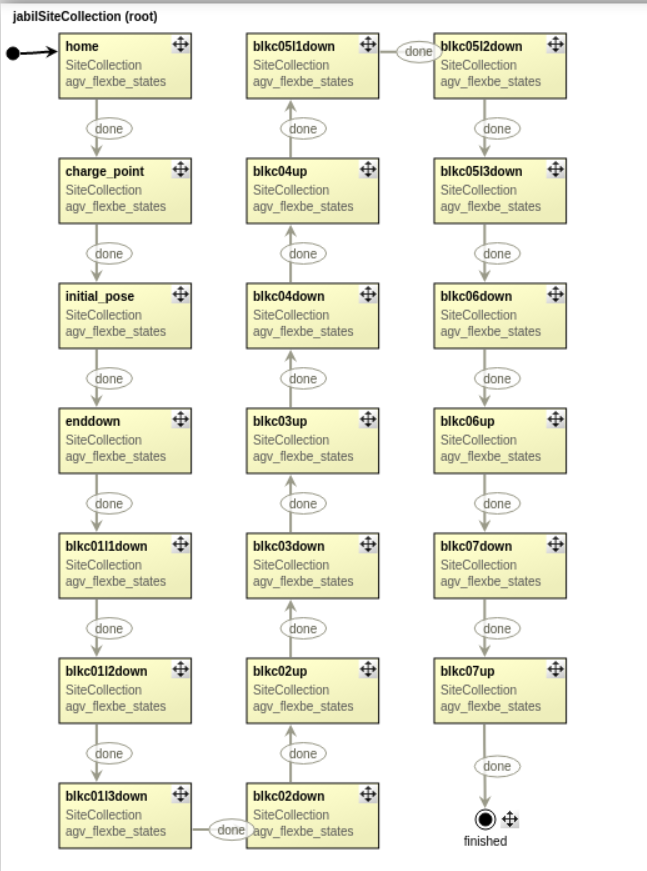 jabilSiteCollection (root)
home
SiteCollection
agv_flexbe_states
done
charge_point
SiteCollection
agv_flexbe_states
done
initial_pose
SiteCollection
agv_flexbe_states
done
enddown
SiteCollection
agv_flexbe_states
done
blkc01l1down
SiteCollection
agv_flexbe_states
done
blkc01l2down
SiteCollection
agv_flexbe_states
done
blkc01l3down
SiteCollection
agv_flexbe_states
done
blkc02down
SiteCollection
agv_flexbe_states
done
blkc02up
SiteCollection
agv_flexbe_states
done
blkc03down
SiteCollection
agv_flexbe_states
done
blkc03up
SiteCollection
agv_flexbe_states
done
blkc04down
SiteCollection
agv_flexbe_states
done
blkc04up
SiteCollection
agv_flexbe_states
done
blkc05l1down
SiteCollection
agv_flexbe_states
done
blkc05l2down
SiteCollection
agv_flexbe_states
done
blkc05l3down
SiteCollection
agv_flexbe_states
done
blkc06down
SiteCollection
agv_flexbe_states
done
blkc06up
SiteCollection
agv_flexbe_states
done
blkc07down
SiteCollection
agv_flexbe_states
done
blkc07up
SiteCollection
agv_flexbe_states
done
finished